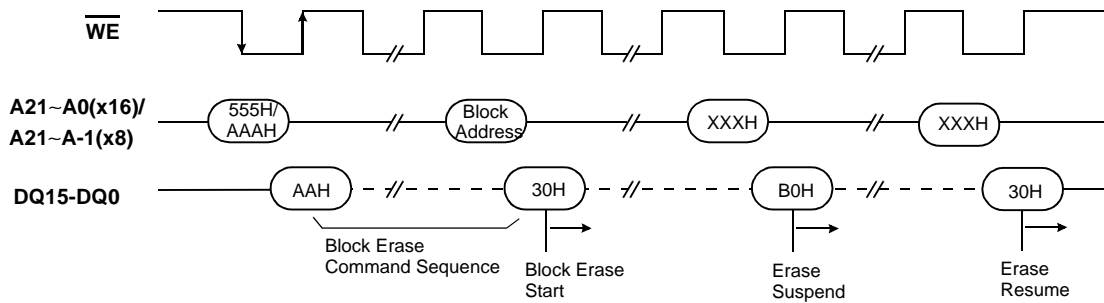 WE
A21~A0(x16)/
A21~A-1(x8)
555H/
AAAH
Block
Address
XXXH
XXXH
DQ15-DQ0
AAH
30H
B0H
30H
Block Erase
Command Sequence
Block Erase
Start
Erase
Suspend
Erase
Resume